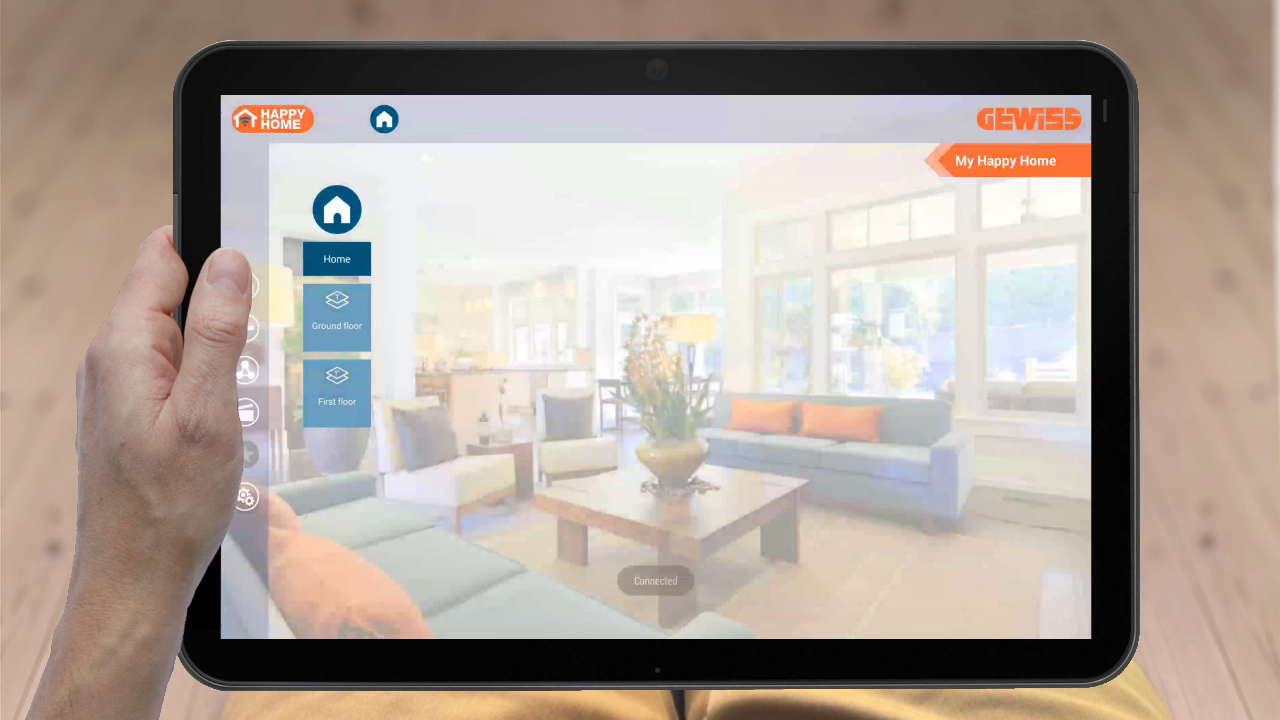 HAPPY
HOME
GEWISS
My Happy Home
Home
Ground floor
First floor
Connected